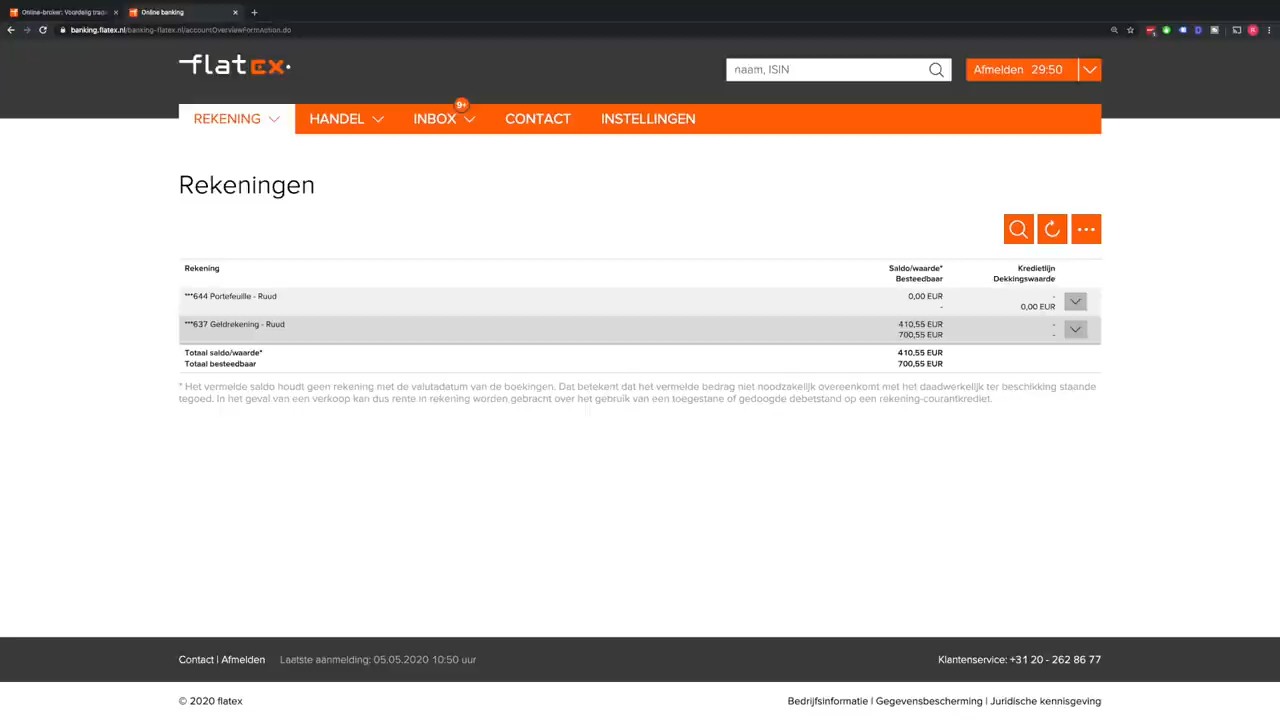 Online-broker: Voordelig trad
Online banking
banking.flatex.nl/banking-flatex.nl/accountOverviewFormAction.do
flatex
naam, ISIN
Afmelden 29:50
REKENING
HANDEL
INBOX
9+
CONTACT
INSTELLINGEN
Rekeningen
Rekening
Saldo/waarde*
Besteedbaar
Kredietlijn
Dekkingswaarde
***644 Portefeuille - Ruud
0,00 EUR
-
-
0,00 EUR
***637 Geldrekening - Ruud
410,55 EUR
700,55 EUR
-
-
Totaal saldo/waarde*
410,55 EUR
Totaal besteedbaar
700,55 EUR
* Het vermelde saldo houdt geen rekening met de valutadatum van de boekingen. Dat betekent dat het vermelde bedrag niet noodzakelijk overeenkomt met het daadwerkelijk ter beschikking staande
tegoed. In het geval van een verkoop kan dus rente in rekening worden gebracht over het gebruik van een toegestane of gedoogde debetstand op een rekening-courantkrediet.
Contact | Afmelden
Laatste aanmelding: 05.05.2020 10:50 uur
Klantenservice: +31 20 - 262 86 77
© 2020 flatex
Bedrijfsinformatie | Gegevensbescherming | Juridische kennisgeving